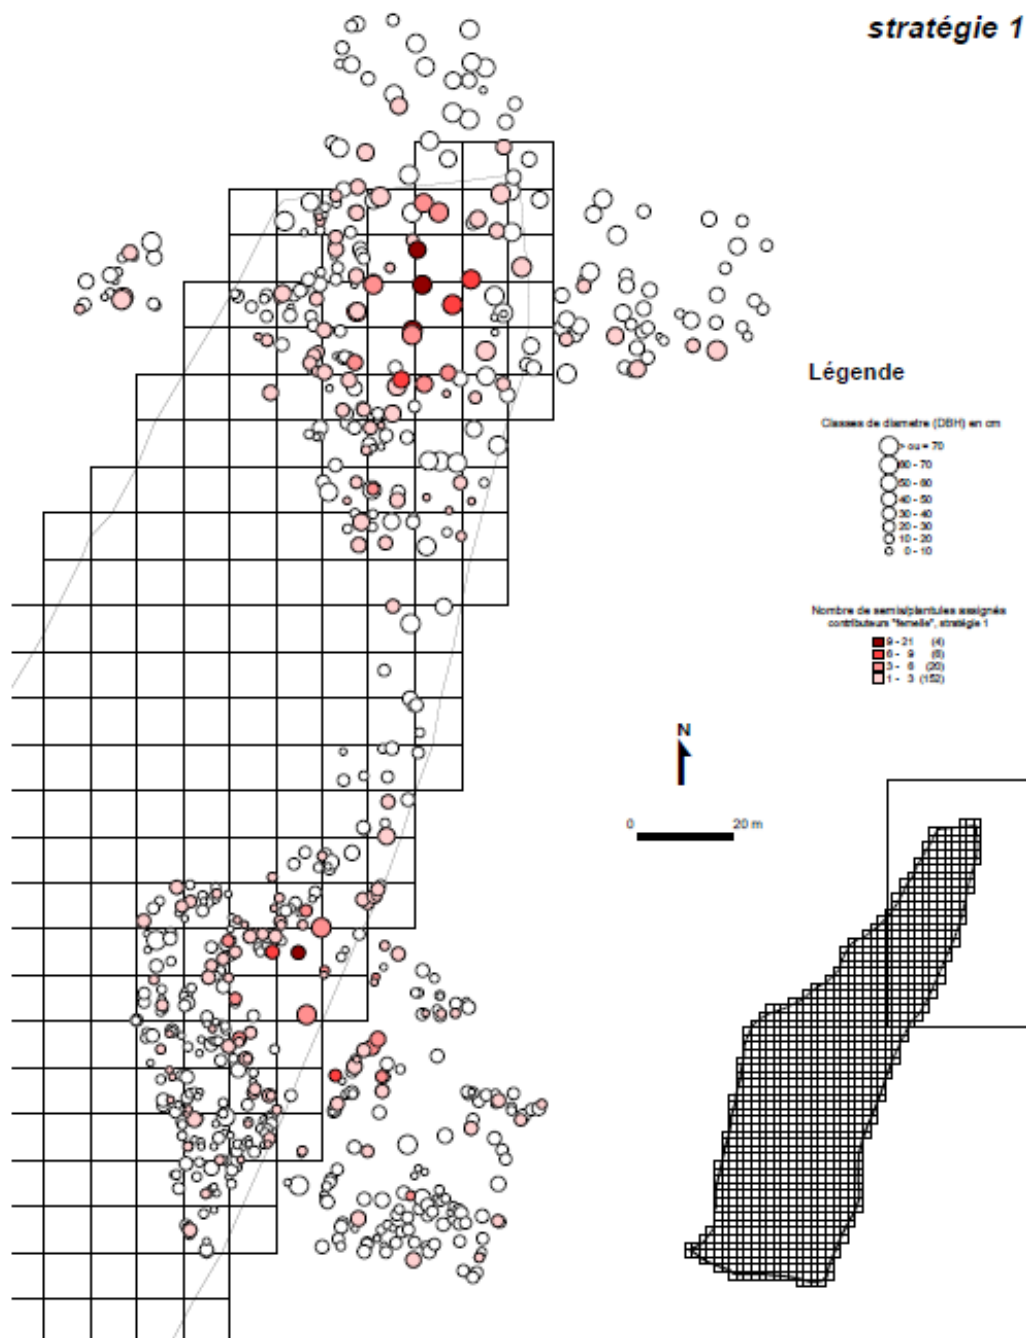 stratégie 1
Légende
Classes de diametre (DBH) en cm
> ou = 70
60 - 70
50 - 60
40 - 50
30 - 40
20 - 30
10 - 20
0 - 10
Nombre de semis/plantules assignés
contributeurs "femelle", stratégie 1
9 - 21 (4)
6 - 9 (6)
3 - 6 (20)
1 - 3 (152)
N
0 20 m